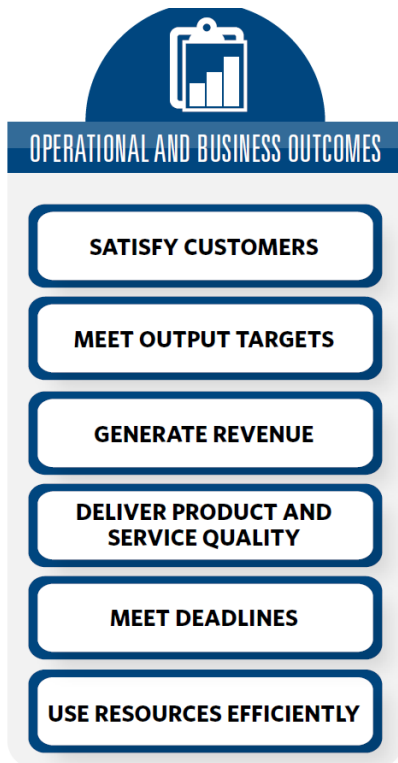 OPERATIONAL AND BUSINESS OUTCOMES
SATISFY CUSTOMERS
MEET OUTPUT TARGETS
GENERATE REVENUE
DELIVER PRODUCT AND
SERVICE QUALITY
MEET DEADLINES
USE RESOURCES EFFICIENTLY